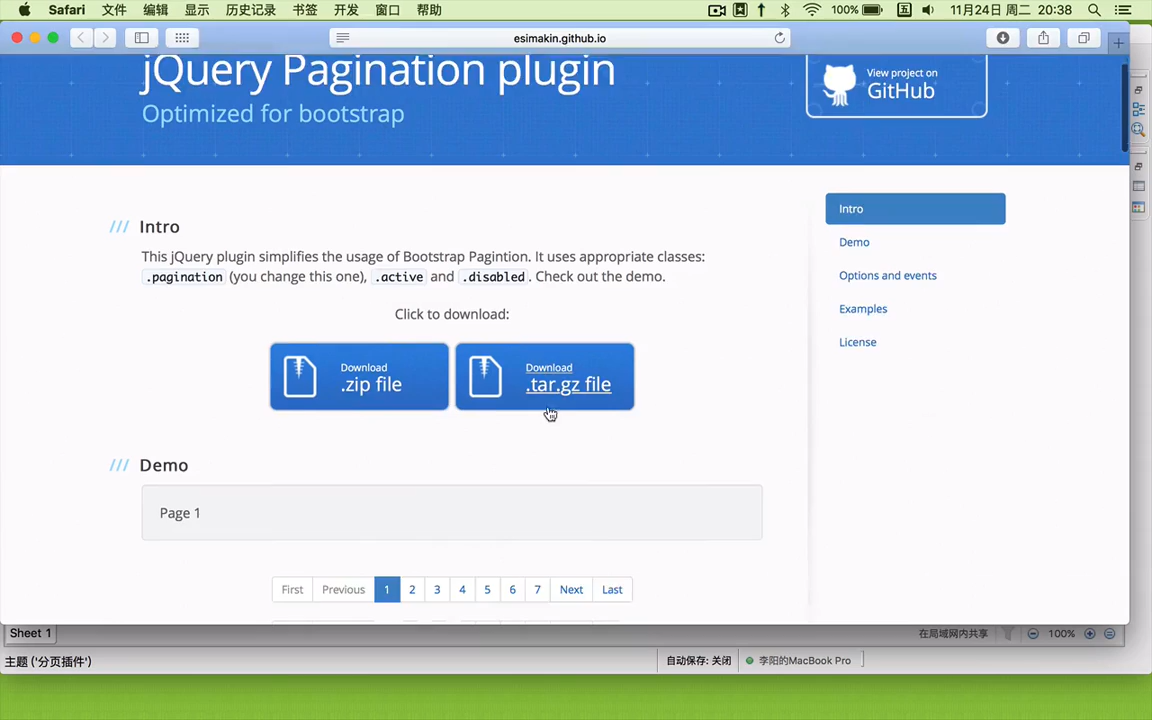 Safari 文件 编辑 显示 历史记录 书签 开发 窗口 帮助 100% 五 11月24日 周二 20:38
esimakin.github.io
jQuery Pagination plugin
Optimized for bootstrap
View project on
GitHub
/// Intro
This jQuery plugin simplifies the usage of Bootstrap Pagintion. It uses appropriate classes:
.pagination (you change this one), .active and .disabled. Check out the demo.
Click to download:
Download
.zip file
Download
.tar.gz file
/// Demo
Page 1
First Previous 1 2 3 4 5 6 7 Next Last
Intro
Demo
Options and events
Examples
License
Sheet 1
在局域网内共享 100%
主题 ('分页插件')
自动保存: 关闭 李阳的MacBook Pro